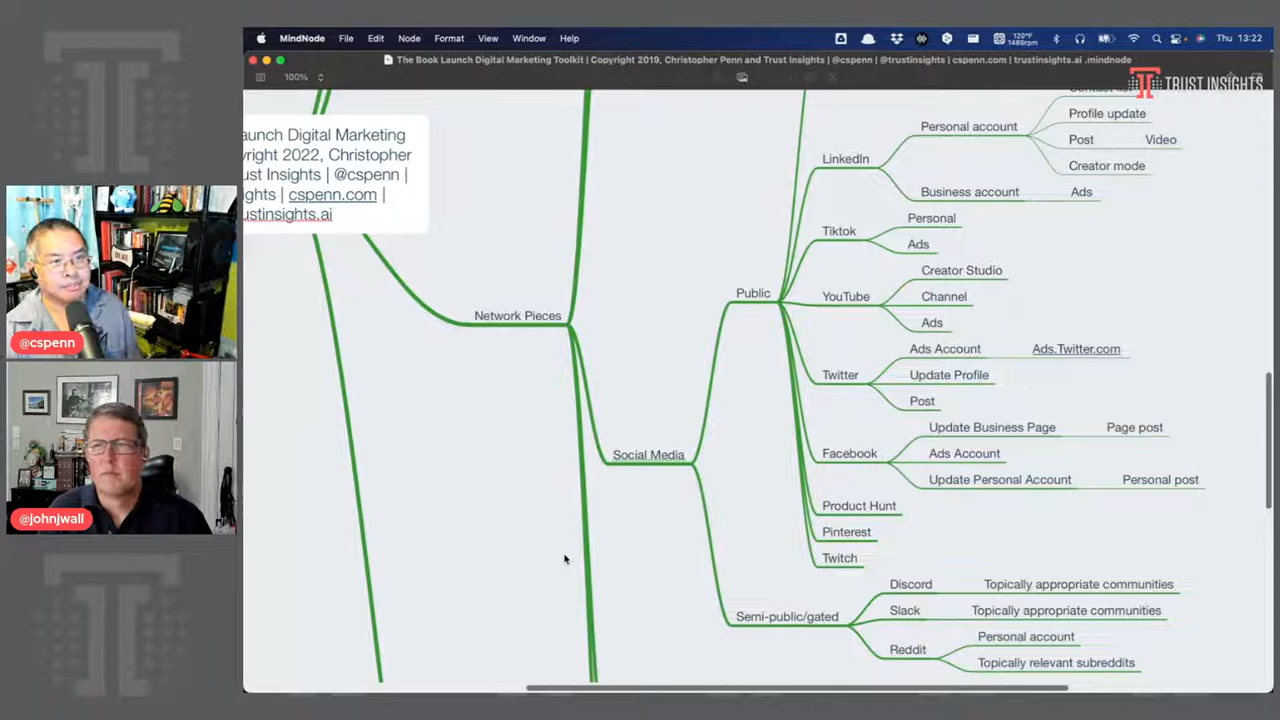 MindNode File Edit Node Format View Window Help
120°F
1489rpm
Thu 13:22
The Book Launch Digital Marketing Toolkit | Copyright 2019, Christopher Penn and Trust Insights | @cspenn | @trustinsights | cspenn.com | trustinsights.ai .mindnode
100%
TRUST INSIGHTS
aunch Digital Marketing
yright 2022, Christopher
ust Insights | @cspenn |
ights | cspenn.com |
ustinsights.ai
Network Pieces
Social Media
Public
LinkedIn
Personal account
Profile update
Post Video
Creator mode
Business account Ads
Tiktok
Personal
Ads
YouTube
Creator Studio
Channel
Ads
Twitter
Ads Account Ads.Twitter.com
Update Profile
Post
Facebook
Update Business Page Page post
Ads Account
Update Personal Account Personal post
Product Hunt
Pinterest
Twitch
Semi-public/gated
Discord Topically appropriate communities
Slack Topically appropriate communities
Reddit
Personal account
Topically relevant subreddits
@cspenn
@johnjwall